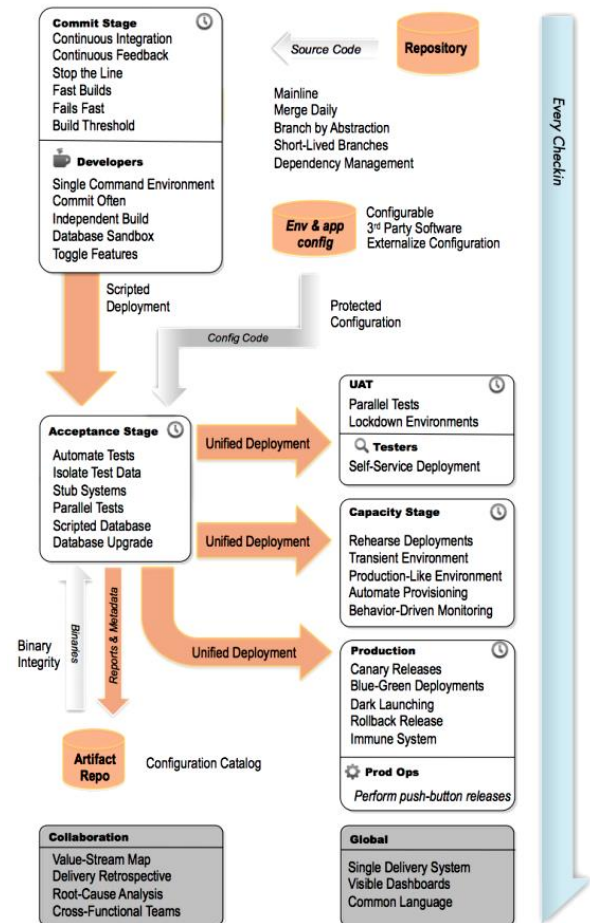 Commit Stage
Continuous Integration
Continuous Feedback
Stop the Line
Fast Builds
Fails Fast
Build Threshold
Developers
Single Command Environment
Commit Often
Independent Build
Database Sandbox
Toggle Features
Source Code
Repository
Mainline
Merge Daily
Branch by Abstraction
Short-Lived Branches
Dependency Management
Every Checkin
Env & app
config
Configurable
3rd Party Software
Externalize Configuration
Scripted
Deployment
Protected
Configuration
Config Code
Acceptance Stage
Automate Tests
Isolate Test Data
Stub Systems
Parallel Tests
Scripted Database
Database Upgrade
Unified Deployment
UAT
Parallel Tests
Lockdown Environments
Testers
Self-Service Deployment
Unified Deployment
Capacity Stage
Rehearse Deployments
Transient Environment
Production-Like Environment
Automate Provisioning
Behavior-Driven Monitoring
Unified Deployment
Production
Canary Releases
Blue-Green Deployments
Dark Launching
Rollback Release
Immune System
Prod Ops
Perform push-button releases
Binary
Integrity
Binaries
Reports & Metadata
Artifact
Repo
Configuration Catalog
Collaboration
Value-Stream Map
Delivery Retrospective
Root-Cause Analysis
Cross-Functional Teams
Global
Single Delivery System
Visible Dashboards
Common Language